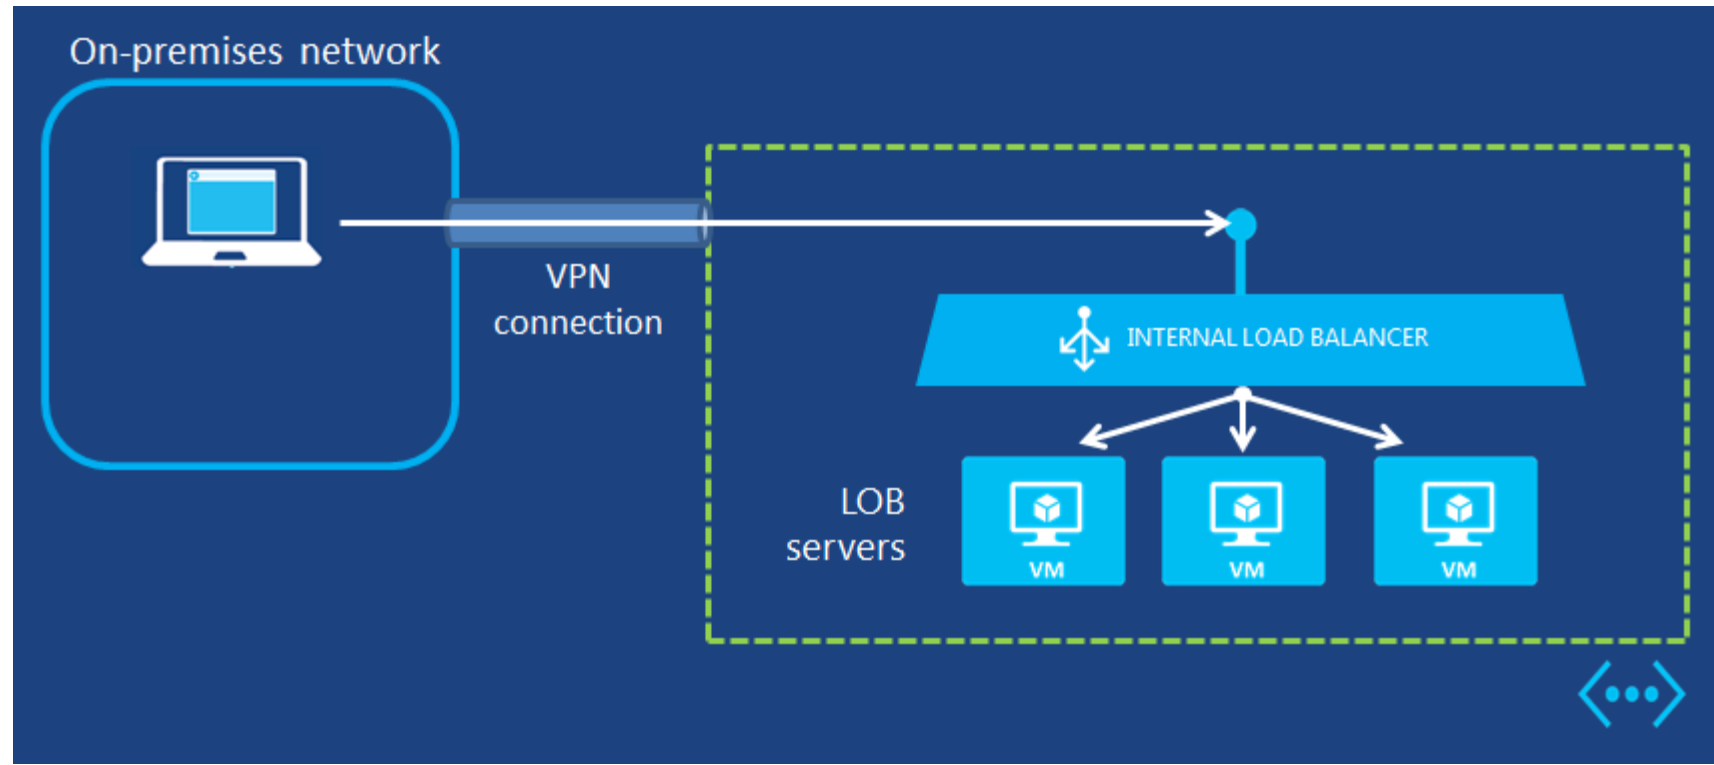 On-premises network
VPN
connection
INTERNAL LOAD BALANCER
LOB
servers
VM
VM
VM